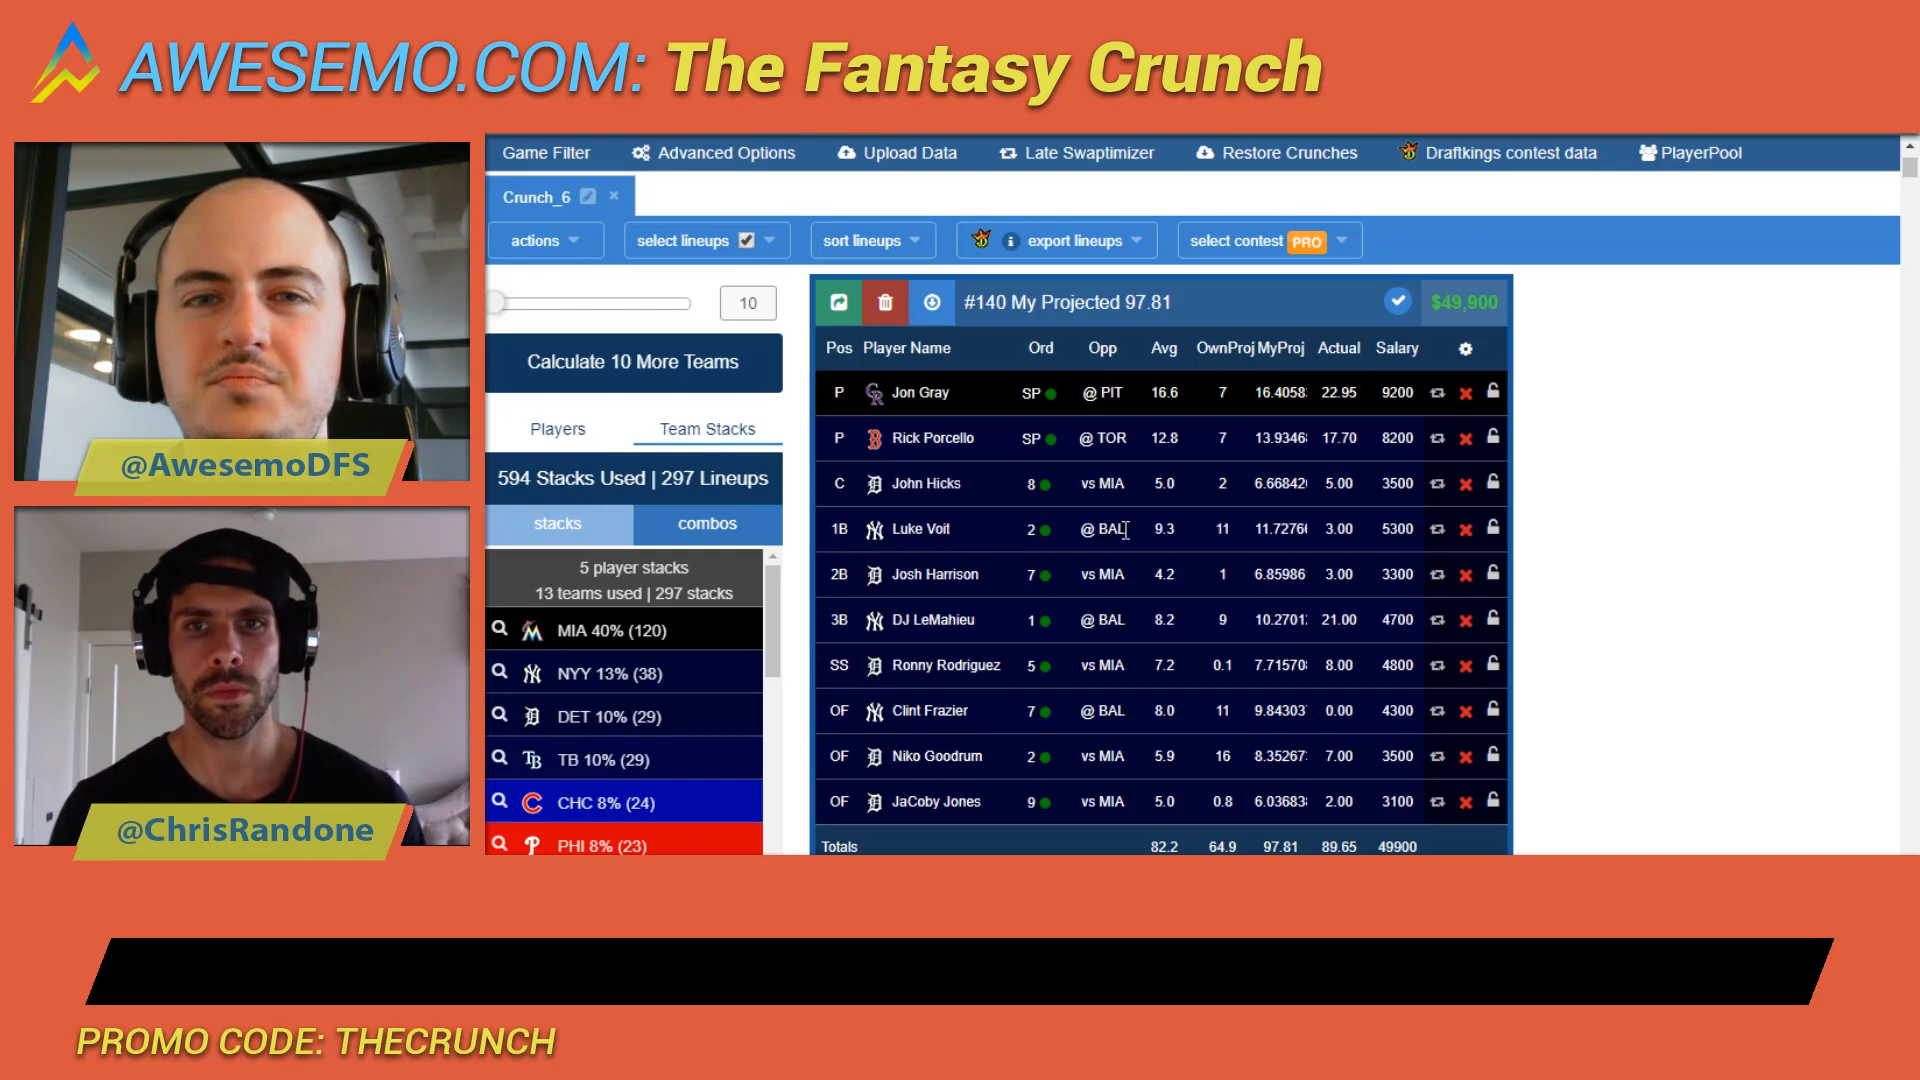 AWESEMO.COM: The Fantasy Crunch
Game Filter Advanced Options Upload Data Late Swaptimizer Restore Crunches Draftkings contest data PlayerPool
Crunch_6
actions select lineups sort lineups export lineups select contest PRO
10
Calculate 10 More Teams
Players Team Stacks
594 Stacks Used | 297 Lineups
stacks combos
5 player stacks
13 teams used | 297 stacks
MIA 40% (120)
NYY 13% (38)
DET 10% (29)
TB 10% (29)
CHC 8% (24)
PHI 8% (23)
#140 My Projected 97.81 $49,900
Pos Player Name Ord Opp Avg OwnProj MyProj Actual Salary
P Jon Gray SP @ PIT 16.6 7 16.4058 22.95 9200
P Rick Porcello SP @ TOR 12.8 7 13.9346 17.70 8200
C John Hicks 8 vs MIA 5.0 2 6.66842 5.00 3500
1B Luke Voit 2 @ BAL 9.3 11 11.7276 3.00 5300
2B Josh Harrison 7 vs MIA 4.2 1 6.85986 3.00 3300
3B DJ LeMahieu 1 @ BAL 8.2 9 10.2701 21.00 4700
SS Ronny Rodriguez 5 vs MIA 7.2 0.1 7.71570 8.00 4800
OF Clint Frazier 7 @ BAL 8.0 11 9.84303 0.00 4300
OF Niko Goodrum 2 vs MIA 5.9 16 8.35267 7.00 3500
OF JaCoby Jones 9 vs MIA 5.0 0.8 6.03683 2.00 3100
Totals 82.2 64.9 97.81 89.65 49900
@AwesemoDFS
@ChrisRandone
PROMO CODE: THECRUNCH